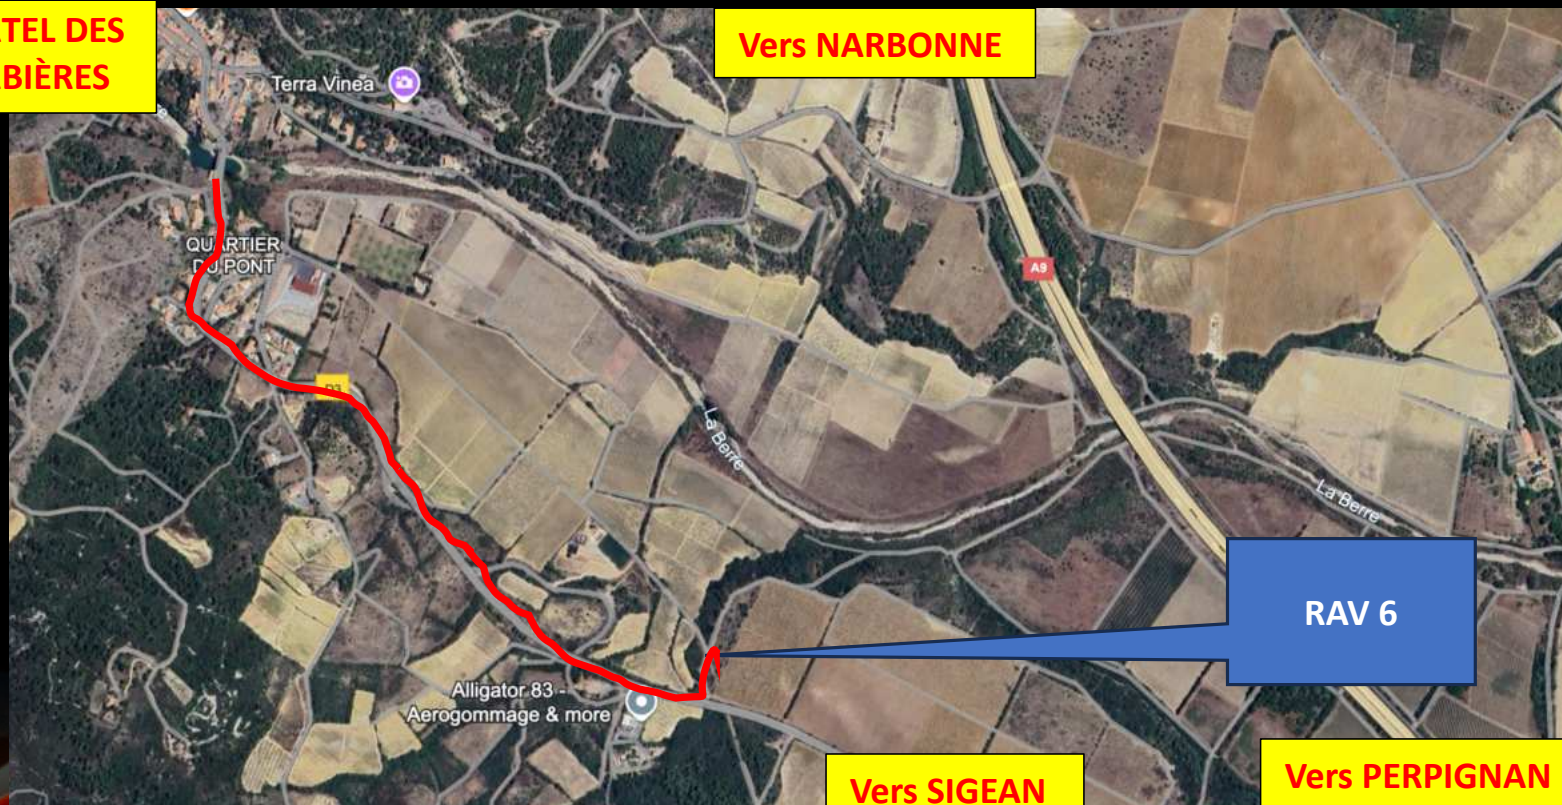 TEL DES
BIÈRES
Vers NARBONNE
Terra Vinea
A9
QUARTIER
DU PONT
D3
La Berre
La Berre
RAV 6
Alligator 83 -
Aerogommage & more
Vers SIGEAN
Vers PERPIGNAN